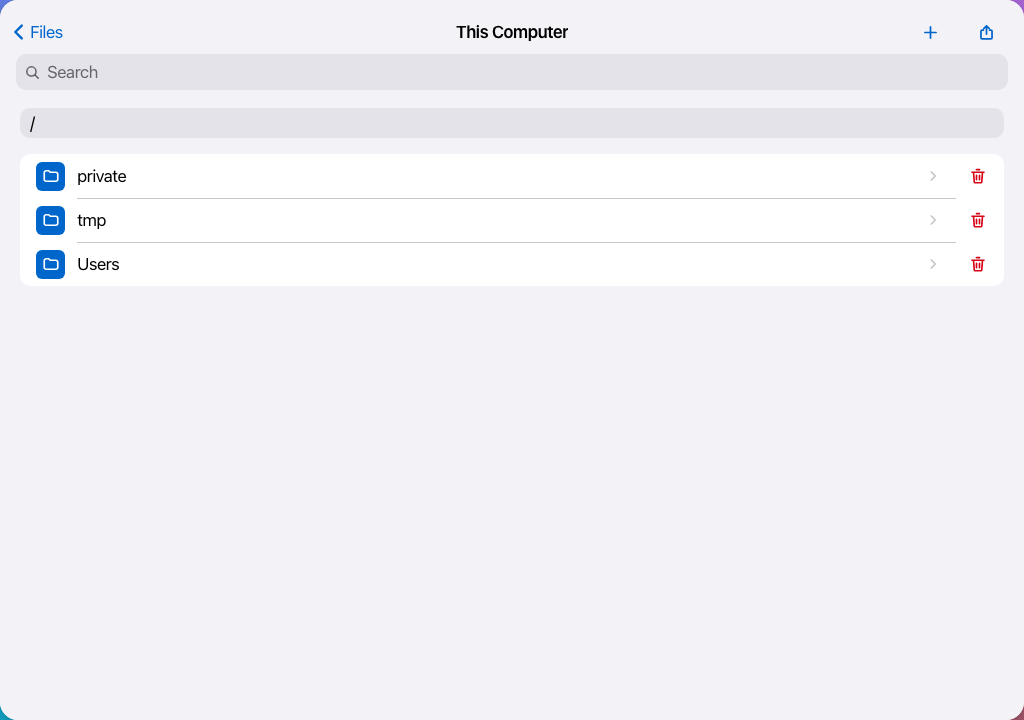 Files
This Computer
Search
/
private
tmp
Users